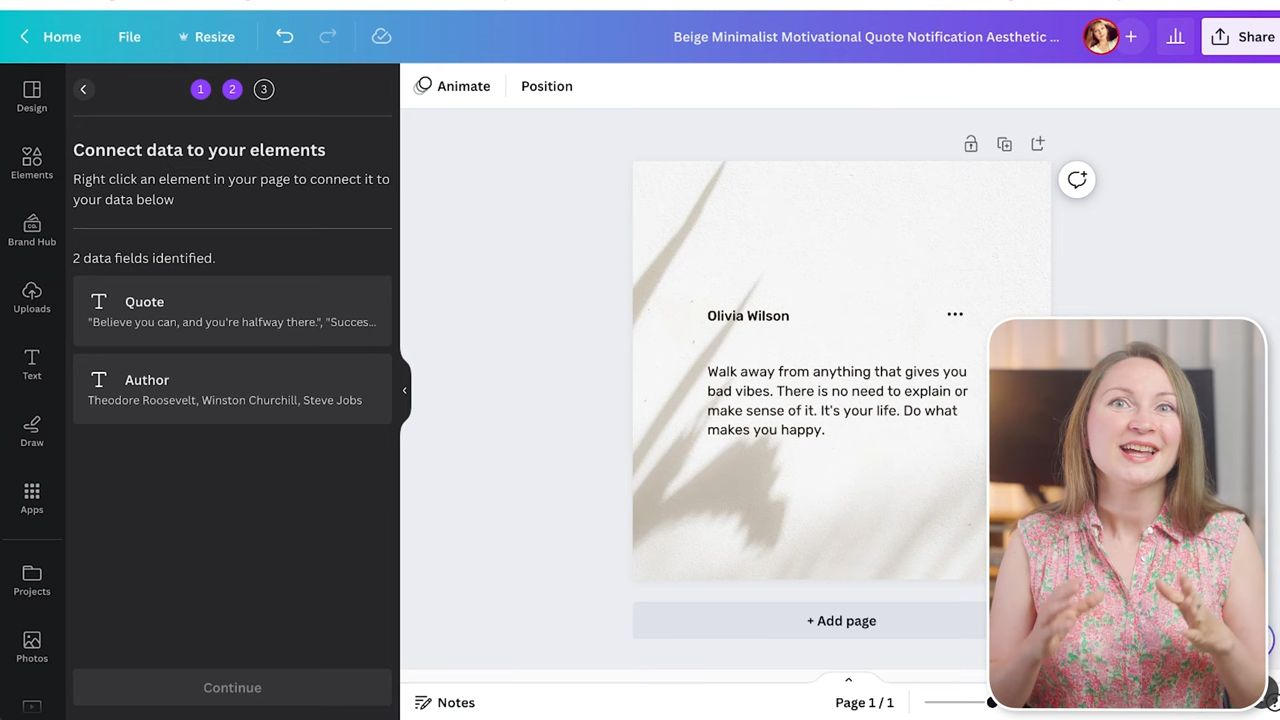 Home
File
Resize
Beige Minimalist Motivational Quote Notification Aesthetic ...
+
Share
Design
Elements
Brand Hub
Uploads
Text
Draw
Apps
Projects
Photos
1
2
3
Connect data to your elements
Right click an element in your page to connect it to
your data below
2 data fields identified.
T Quote
"Believe you can, and you're halfway there.", "Succes...
T Author
Theodore Roosevelt, Winston Churchill, Steve Jobs
Continue
Animate
Position
Olivia Wilson
Walk away from anything that gives you
bad vibes. There is no need to explain or
make sense of it. It's your life. Do what
makes you happy.
+ Add page
Notes
Page 1 / 1